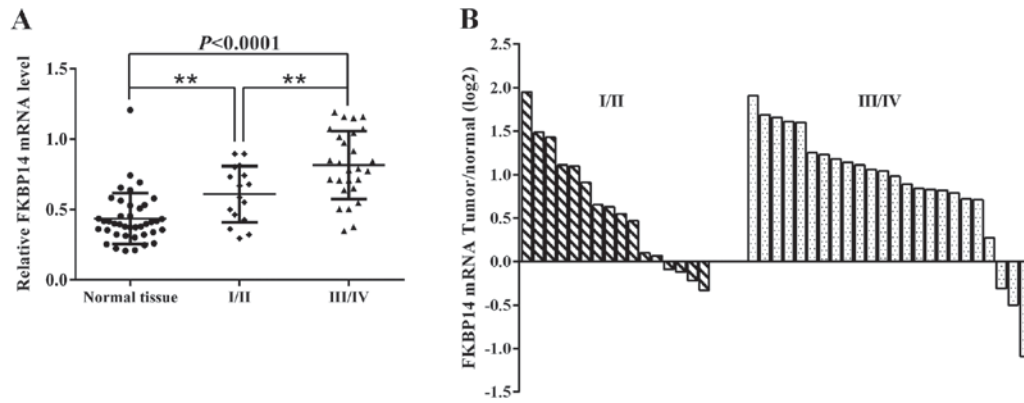 A
P<0.0001
**
**
Relative FKBP14 mRNA level
1.5
1.0
0.5
0.0
Normal tissue
I/II
III/IV
B
FKBP14 mRNA Tumor/normal (log2)
2.5
2.0
1.5
1.0
0.5
0.0
-0.5
-1.0
-1.5
I/II
III/IV